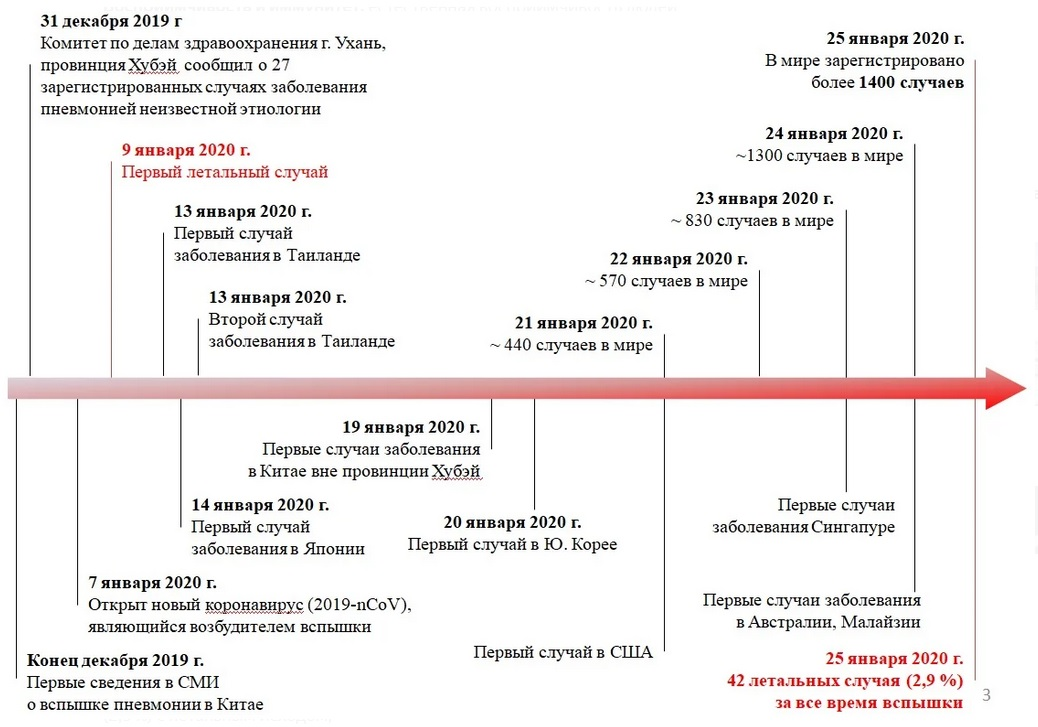 31 декабря 2019 г
Комитет по делам здравоохранения г. Ухань,
провинция Хубэй сообщил о 27
зарегистрированных случаях заболевания
пневмонией неизвестной этиологии
9 января 2020 г.
Первый летальный случай
13 января 2020 г.
Первый случай
заболевания в Таиланде
13 января 2020 г.
Второй случай
заболевания в Таиланде
21 января 2020 г.
~ 440 случаев в мире
22 января 2020 г.
~ 570 случаев в мире
23 января 2020 г.
~ 830 случаев в мире
24 января 2020 г.
~1300 случаев в мире
25 января 2020 г.
В мире зарегистрировано
более 1400 случаев
19 января 2020 г.
Первые случаи заболевания
в Китае вне провинции Хубэй
14 января 2020 г.
Первый случай
заболевания в Японии
7 января 2020 г.
Открыт новый коронавирус (2019-nCoV),
являющийся возбудителем вспышки
Конец декабря 2019 г.
Первые сведения в СМИ
о вспышке пневмонии в Китае
20 января 2020 г.
Первый случай в Ю. Корее
Первый случай в США
Первые случаи
заболевания Сингапуре
Первые случаи заболевания
в Австралии, Малайзии
25 января 2020 г.
42 летальных случая (2,9 %)
за все время вспышки
3